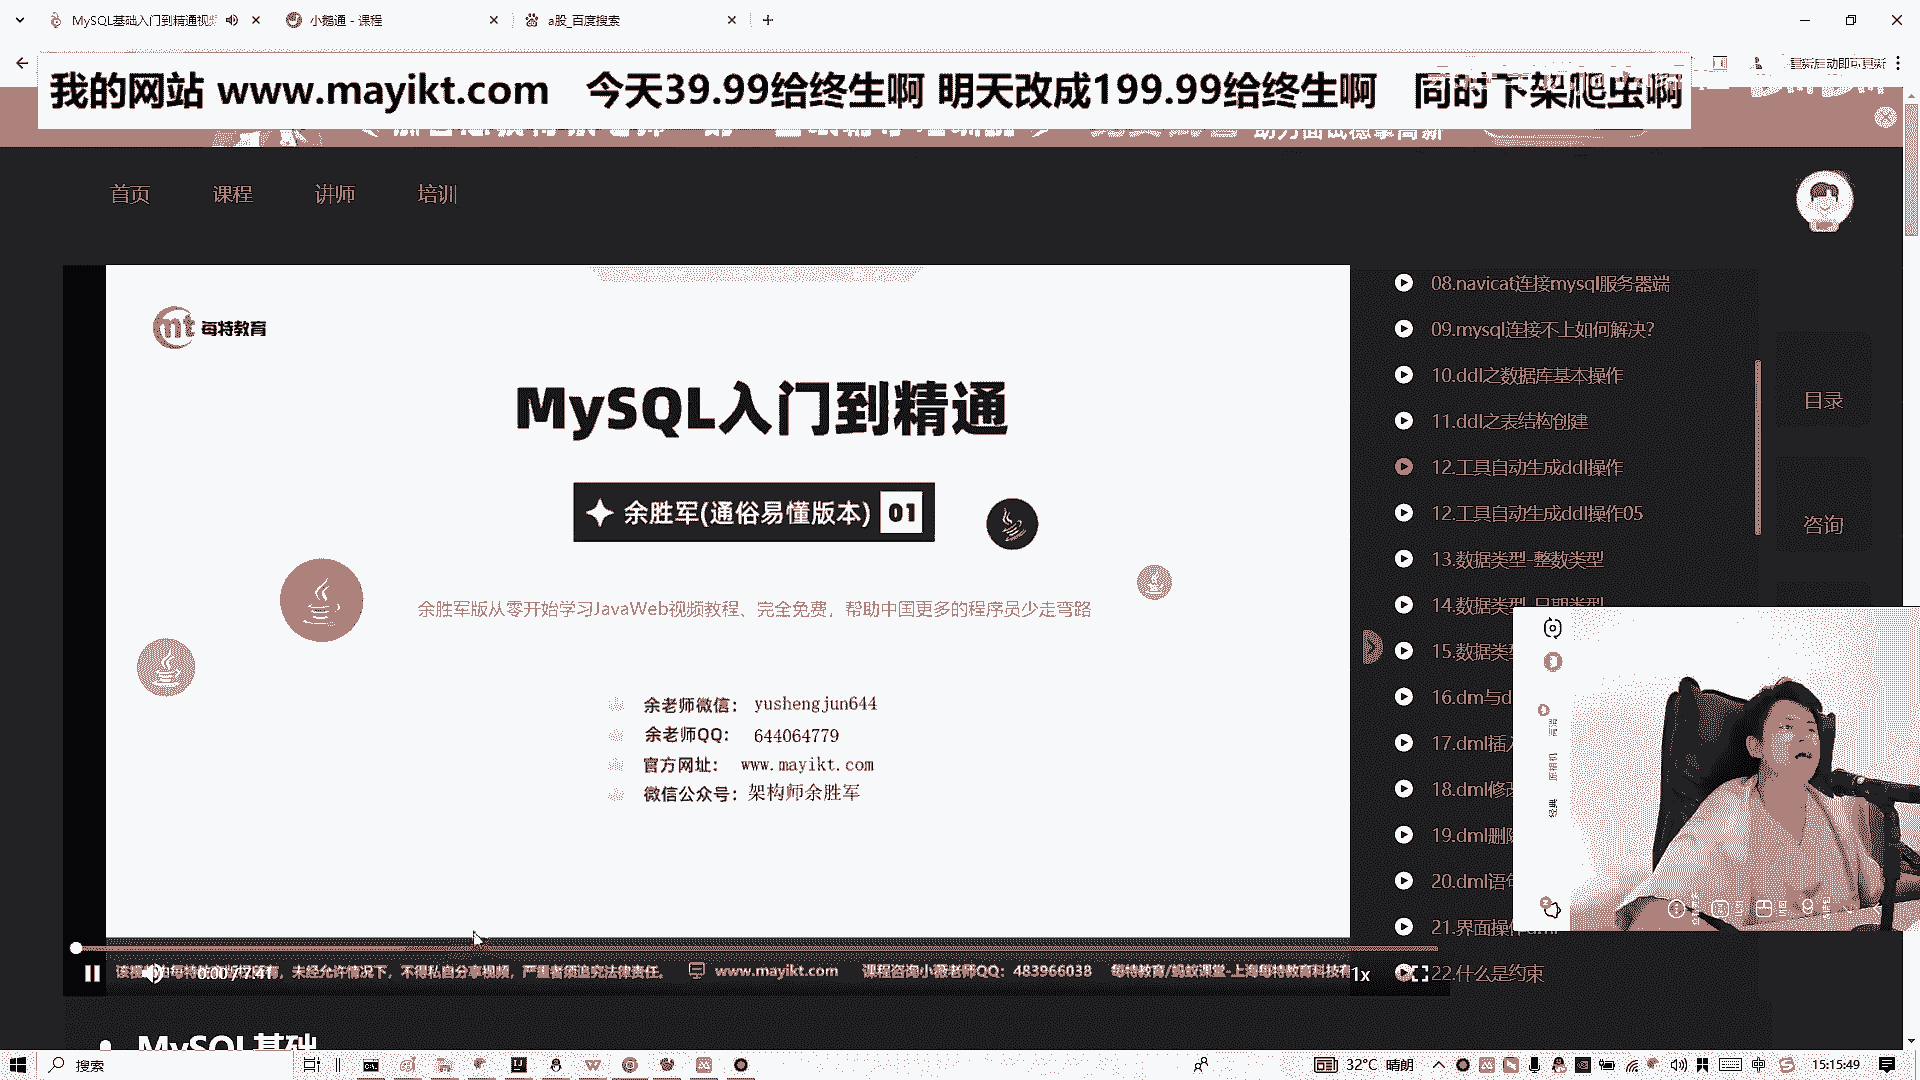 MySQL基础入门到精通视频
小鹅通 - 课程
a股_百度搜索
我的网站 www.mayikt.com 今天39.99给终生啊 明天改成199.99给终生啊 同时下架爬虫啊
首页
课程
讲师
培训
mt 每特教育
MySQL入门到精通
余胜军(通俗易懂版本) 01
余胜军版从零开始学习JavaWeb视频教程、完全免费，帮助中国更多的程序员少走弯路
余老师微信： yushengjun644
余老师QQ： 644064779
官方网址： www.mayikt.com
微信公众号：架构师余胜军
08.navicat连接mysql服务器端
09.mysql连接不上如何解决?
10.ddl之数据库基本操作
11.ddl之表结构创建
12.工具自动生成ddl操作
12.工具自动生成ddl操作05
13.数据类型-整数类型
14.数据类型-日期类型
15.数据类
16.dm与d
17.dml插入
18.dml修改
19.dml删除
20.dml语句
21.界面操作dml
22.什么是约束
目录
咨询
0:00 / 7:41
未经允许情况下，不得私自分享视频，严重者须追究法律责任。
www.mayikt.com
课程咨询小薇老师QQ：483966038
每特教育/蚂蚁课堂-上海每特教育科技有
1x
MySQL基础
搜索
32°C 晴朗
中
15:15:49